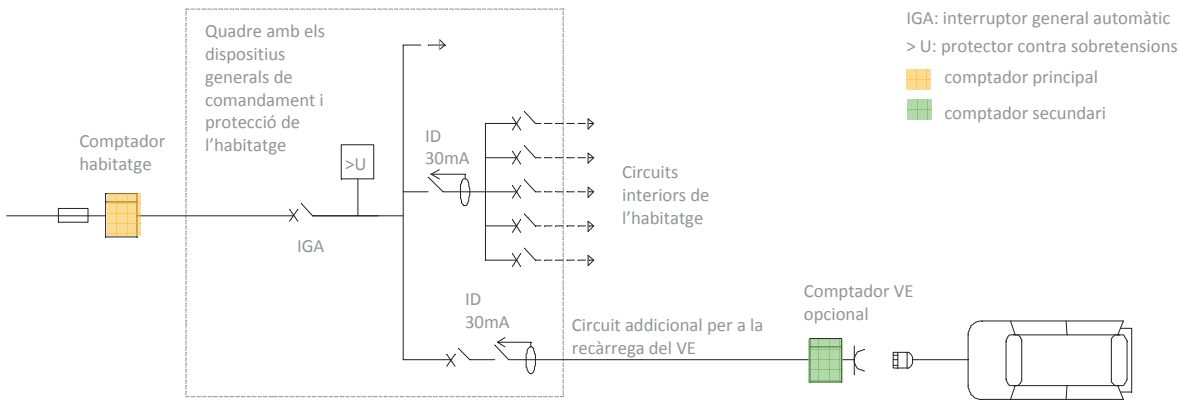 Quadre amb els
dispositius
generals de
comandament i
protecció de
l’habitatge
IGA: interruptor general automàtic
> U: protector contra sobretensions
comptador principal
comptador secundari
Comptador
habitatge
>U
ID
30mA
Circuits
interiors de
l’habitatge
IGA
ID
30mA
Circuit addicional per a la
recàrrega del VE
Comptador VE
opcional